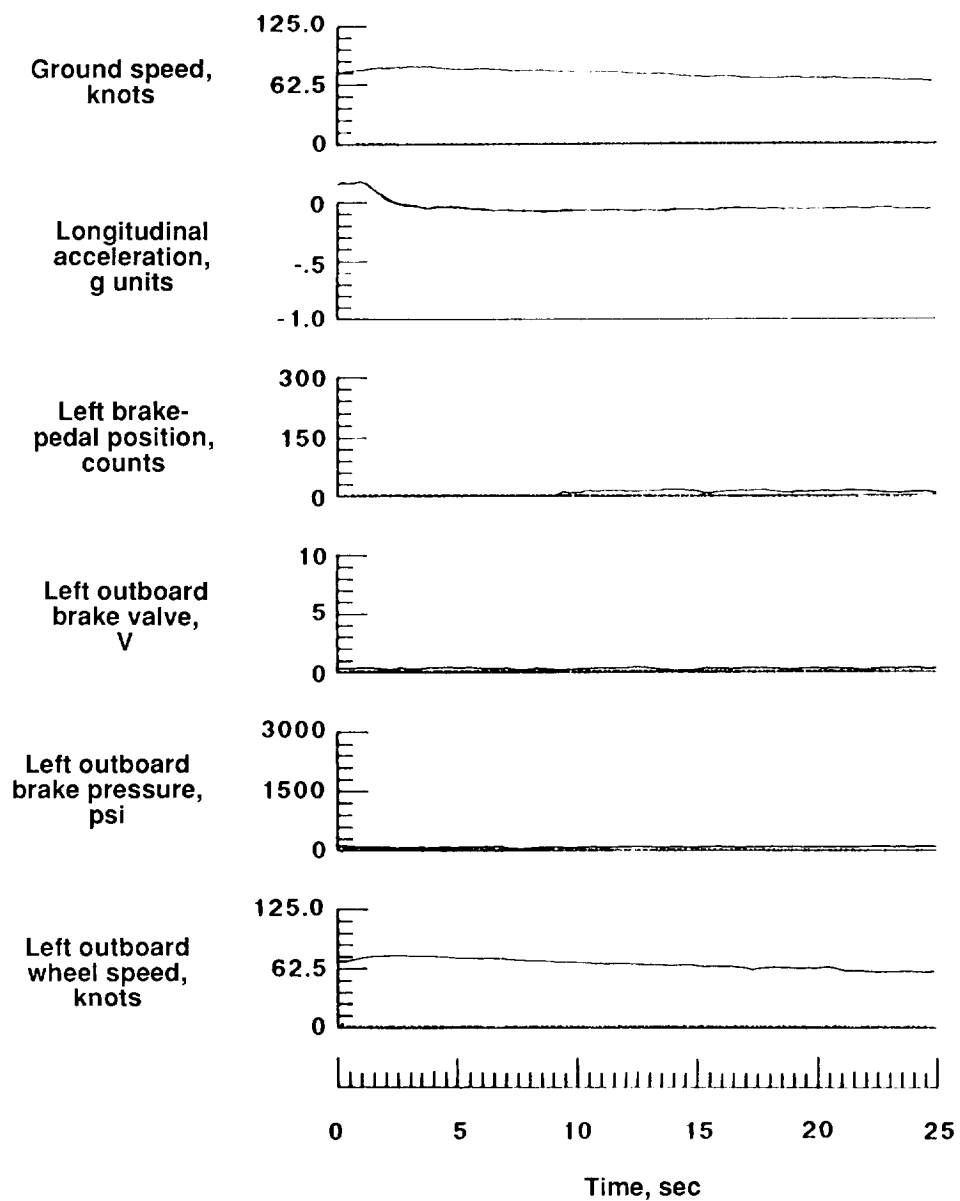 125.0
Ground speed,
knots
62.5
0
0
Longitudinal
acceleration,
g units
-.5
-1.0
300
Left brake-
pedal position,
counts
150
0
10
Left outboard
brake valve,
V
5
0
3000
Left outboard
brake pressure,
psi
1500
0
125.0
Left outboard
wheel speed,
knots
62.5
0
0 5 10 15 20 25
Time, sec